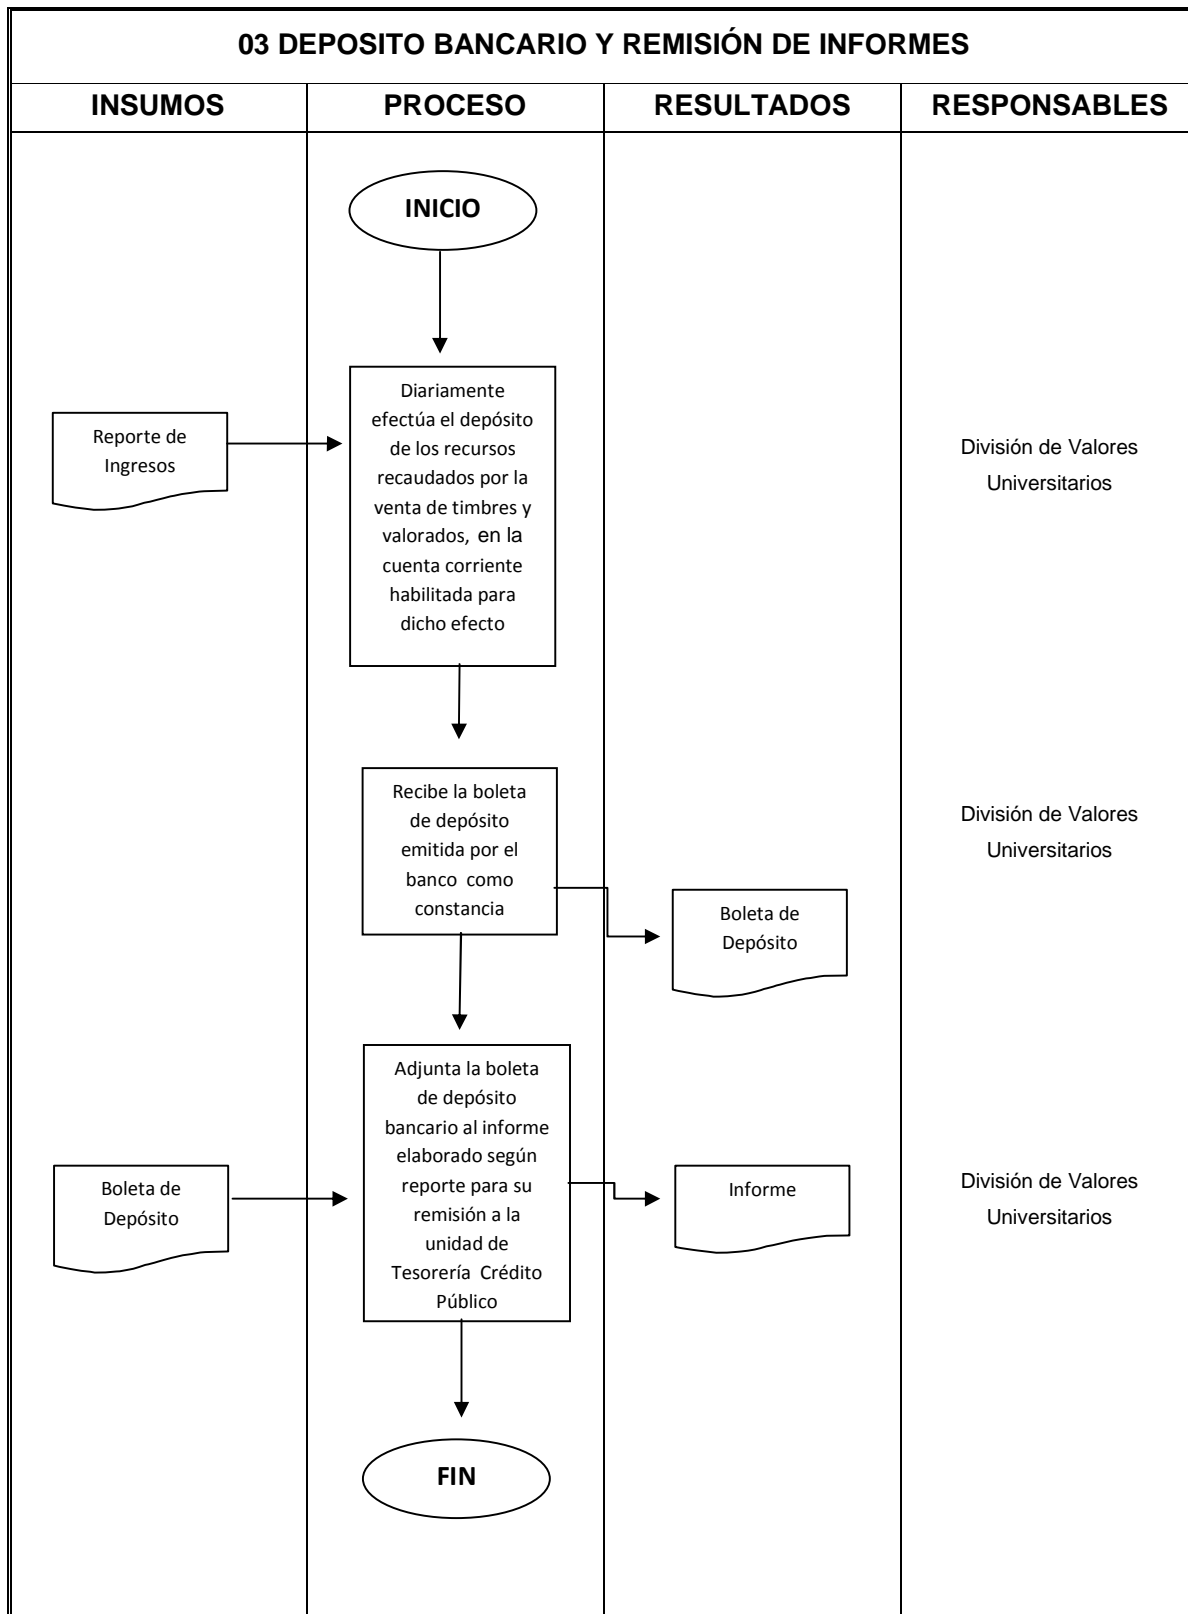 03 DEPOSITO BANCARIO Y REMISIÓN DE INFORMES
INSUMOS
PROCESO
RESULTADOS
RESPONSABLES
INICIO
Reporte de
Ingresos
Diariamente
efectúa el depósito
de los recursos
recaudados por la
venta de timbres y
valorados, en la
cuenta corriente
habilitada para
dicho efecto
División de Valores
Universitarios
Recibe la boleta
de depósito
emitida por el
banco como
constancia
Boleta de
Depósito
División de Valores
Universitarios
Boleta de
Depósito
Adjunta la boleta
de depósito
bancario al informe
elaborado según
reporte para su
remisión a la
unidad de
Tesorería Crédito
Público
Informe
División de Valores
Universitarios
FIN